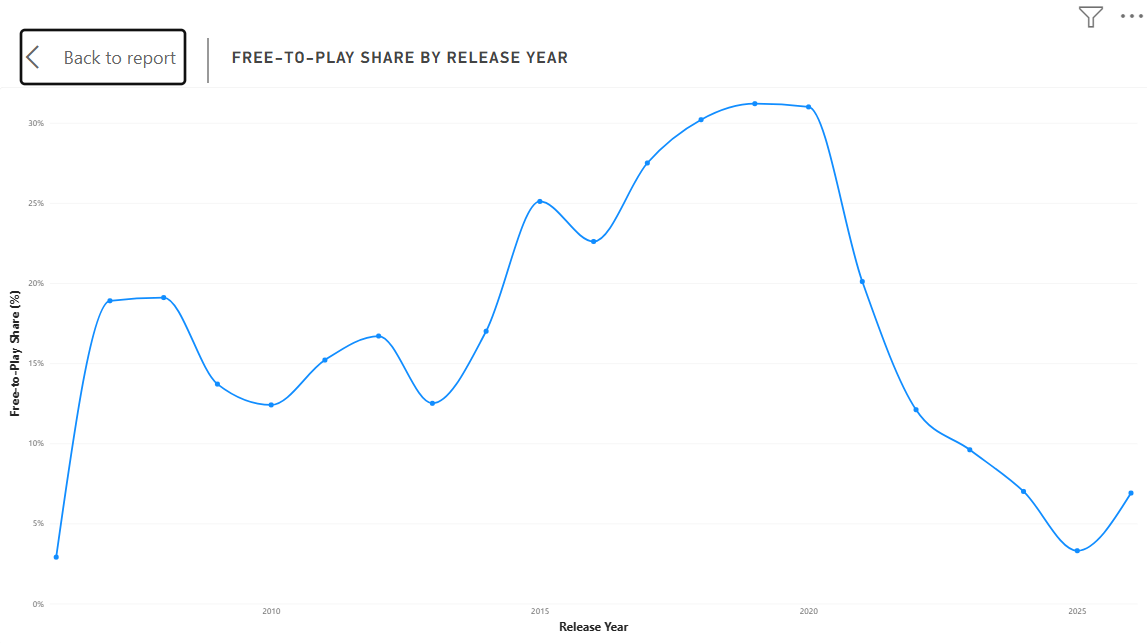 Back to report
FREE-TO-PLAY SHARE BY RELEASE YEAR
30%
25%
20%
15%
10%
5%
0%
Free-to-Play Share (%)
2010
2015
2020
2025
Release Year